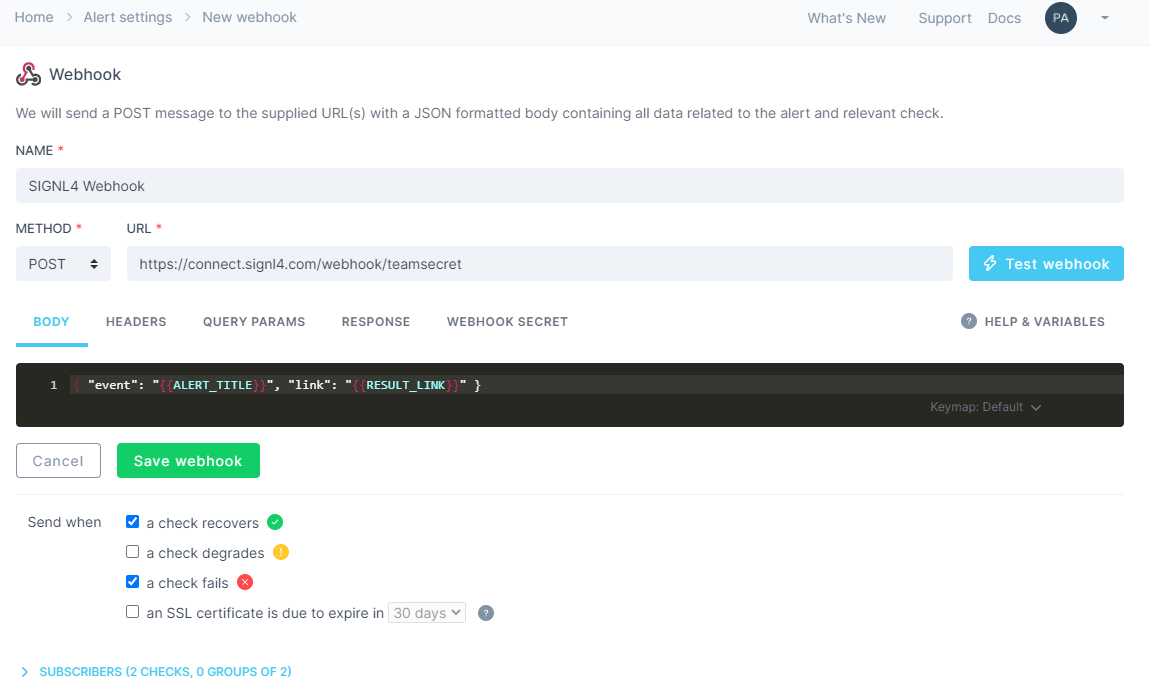 Home > Alert settings > New webhook What's New Support Docs PA
Webhook
We will send a POST message to the supplied URL(s) with a JSON formatted body containing all data related to the alert and relevant check.
NAME *
SIGNL4 Webhook
METHOD * URL *
POST https://connect.signl4.com/webhook/teamsecret Test webhook
BODY HEADERS QUERY PARAMS RESPONSE WEBHOOK SECRET ? HELP & VARIABLES
1 { "event": "{{ALERT_TITLE}}", "link": "{{RESULT_LINK}}" }
Keymap: Default
Cancel Save webhook
Send when a check recovers
a check degrades !
a check fails
an SSL certificate is due to expire in 30 days ?
SUBSCRIBERS (2 CHECKS, 0 GROUPS OF 2)